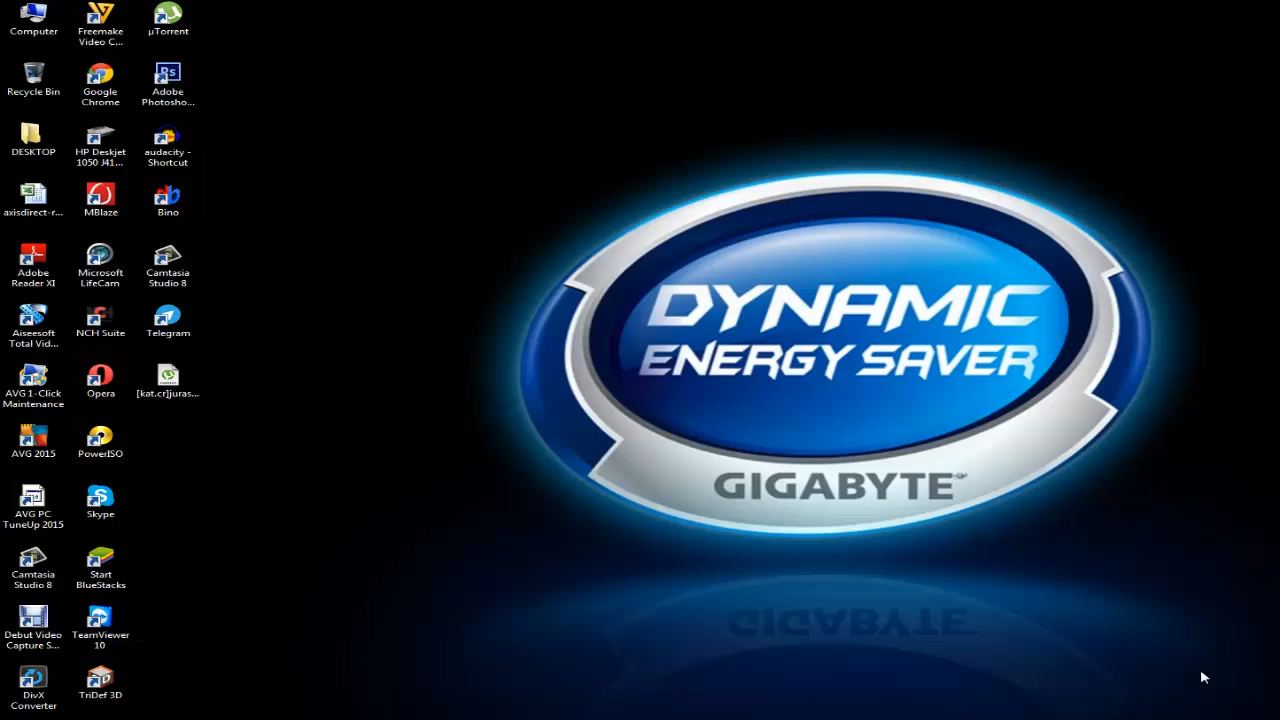 Computer
Recycle Bin
DESKTOP
axisdirect-r...
Adobe
Reader XI
Aiseesoft
Total Vid...
AVG 1-Click
Maintenance
AVG 2015
AVG PC
TuneUp 2015
Camtasia
Studio 8
Debut Video
Capture S...
DivX
Converter
Freemake
Video C...
Google
Chrome
HP Deskjet
1050 J41...
MBlaze
Microsoft
LifeCam
NCH Suite
Opera
PowerISO
Skype
Start
BlueStacks
TeamViewer
10
TriDef 3D
µTorrent
Ps
Adobe
Photosho...
audacity -
Shortcut
Bino
Camtasia
Studio 8
Telegram
[kat.cr]juras...
DYNAMIC
ENERGY SAVER
GIGABYTE